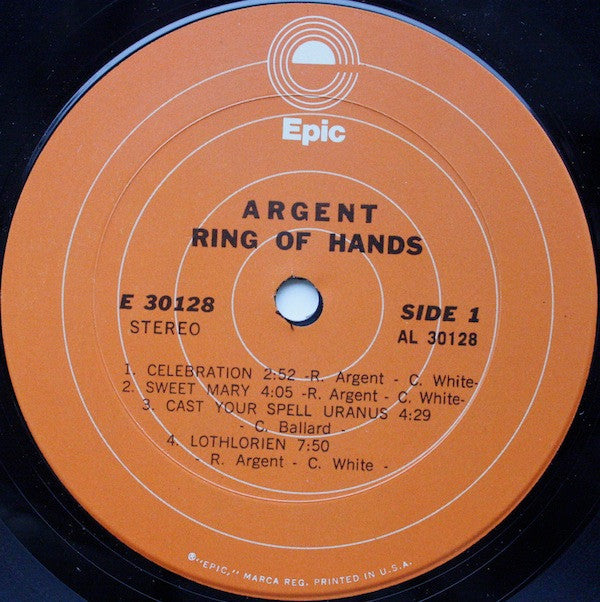 Epic
ARGENT
RING OF HANDS
E 30128
STEREO
SIDE 1
AL 30128
1. CELEBRATION 2:52 -R. Argent - C. White-
2. SWEET MARY 4:05 -R. Argent - C. White-
3. CAST YOUR SPELL URANUS 4:29
- C. Ballard -
4. LOTHLORIEN 7:50
- R. Argent - C. White -
®"EPIC," MARCA REG. PRINTED IN U.S.A.